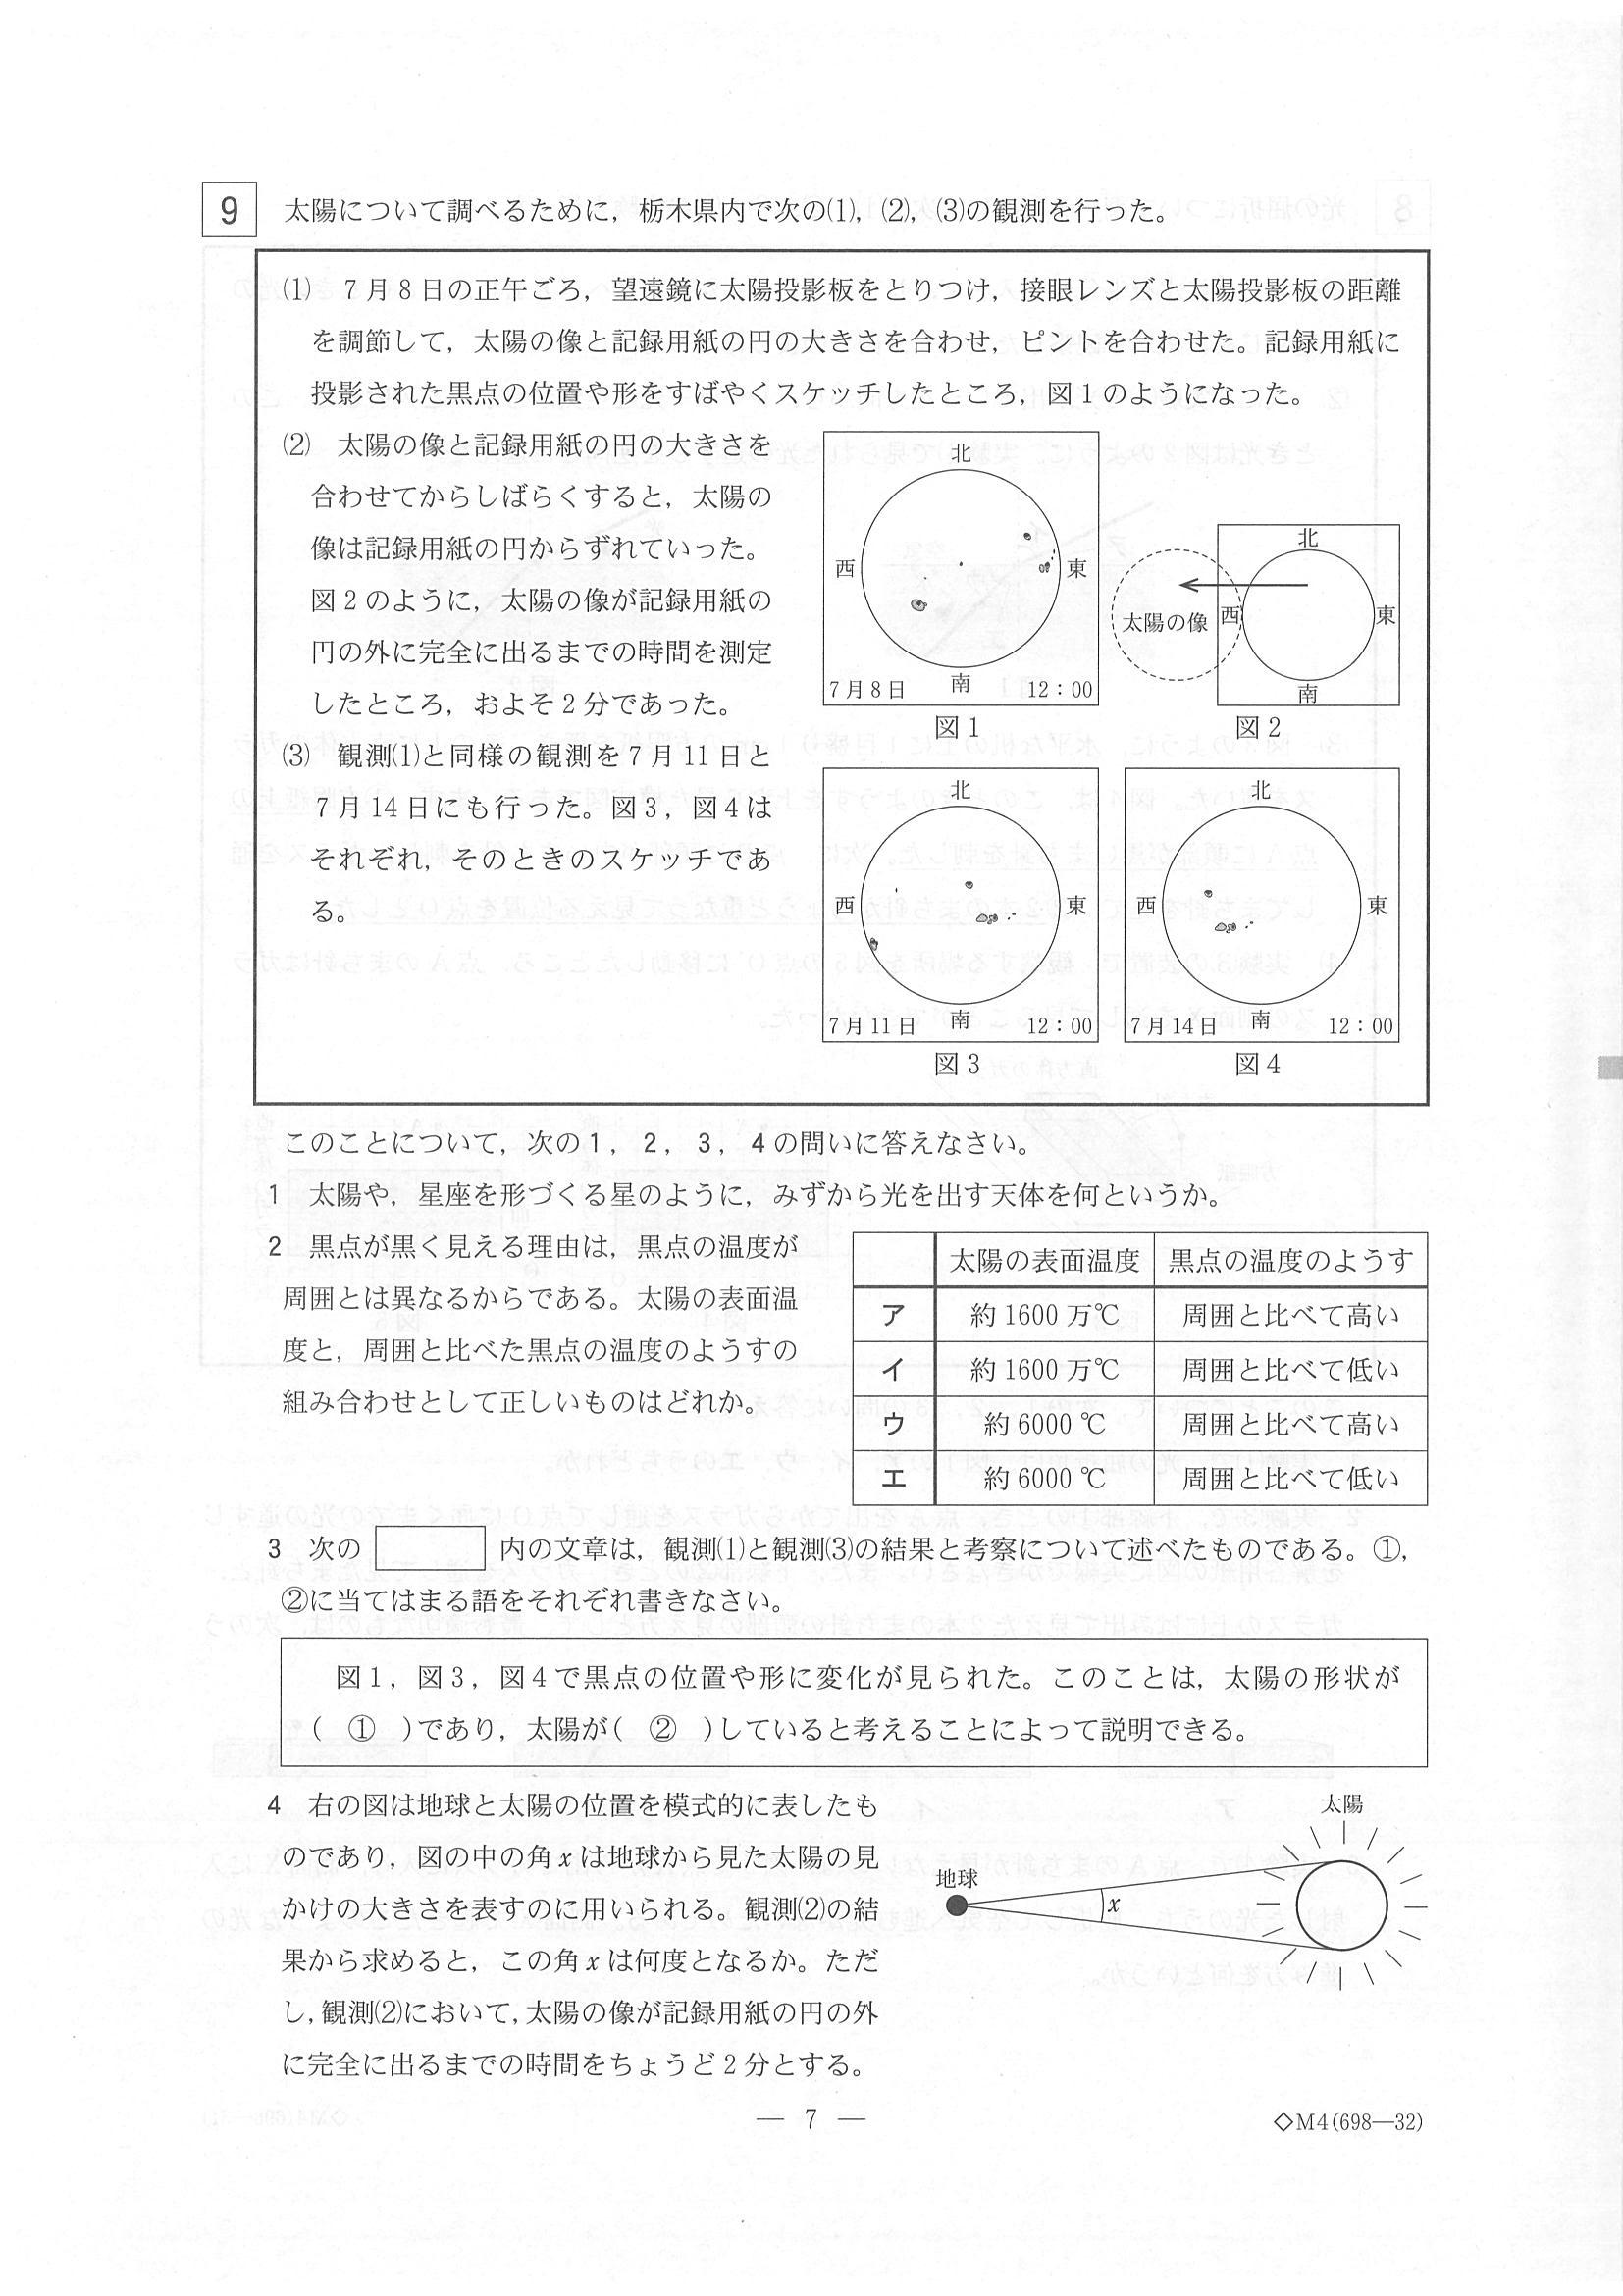 9 太陽について調べるために，栃木県内で次の(1)，(2)，(3)の観測を行った。
(1) 7月8日の正午ごろ，望遠鏡に太陽投影板をとりつけ，接眼レンズと太陽投影板の距離
を調節して，太陽の像と記録用紙の円の大きさを合わせ，ピントを合わせた。記録用紙に
投影された黒点の位置や形をすばやくスケッチしたところ，図1のようになった。
(2) 太陽の像と記録用紙の円の大きさを
合わせてからしばらくすると，太陽の
像は記録用紙の円からずれていった。
図2のように，太陽の像が記録用紙の
円の外に完全に出るまでの時間を測定
したところ，およそ2分であった。
(3) 観測(1)と同様の観測を7月11日と
7月14日にも行った。図3，図4は
それぞれ，そのときのスケッチであ
る。
北
西
東
7月8日 南 12：00
図1
北
太陽の像 西
東
南
図2
北
西
東
7月11日 南 12：00
図3
北
西
東
7月14日 南 12：00
図4
このことについて，次の1，2，3，4の問いに答えなさい。
1 太陽や，星座を形づくる星のように，みずから光を出す天体を何というか。
2 黒点が黒く見える理由は，黒点の温度が
周囲とは異なるからである。太陽の表面温
度と，周囲と比べた黒点の温度のようすの
組み合わせとして正しいものはどれか。
太陽の表面温度 黒点の温度のようす
ア 約1600万℃ 周囲と比べて高い
イ 約1600万℃ 周囲と比べて低い
ウ 約6000℃ 周囲と比べて高い
エ 約6000℃ 周囲と比べて低い
3 次の 内の文章は，観測(1)と観測(3)の結果と考察について述べたものである。①，
②に当てはまる語をそれぞれ書きなさい。
図1，図3，図4で黒点の位置や形に変化が見られた。このことは，太陽の形状が
( ① )であり，太陽が( ② )していると考えることによって説明できる。
4 右の図は地球と太陽の位置を模式的に表したも
のであり，図の中の角xは地球から見た太陽の見
かけの大きさを表すのに用いられる。観測(2)の結
果から求めると，この角xは何度となるか。ただ
し，観測(2)において，太陽の像が記録用紙の円の外
に完全に出るまでの時間をちょうど2分とする。
太陽
地球
x
― 7 ―
◇M4(698―32)